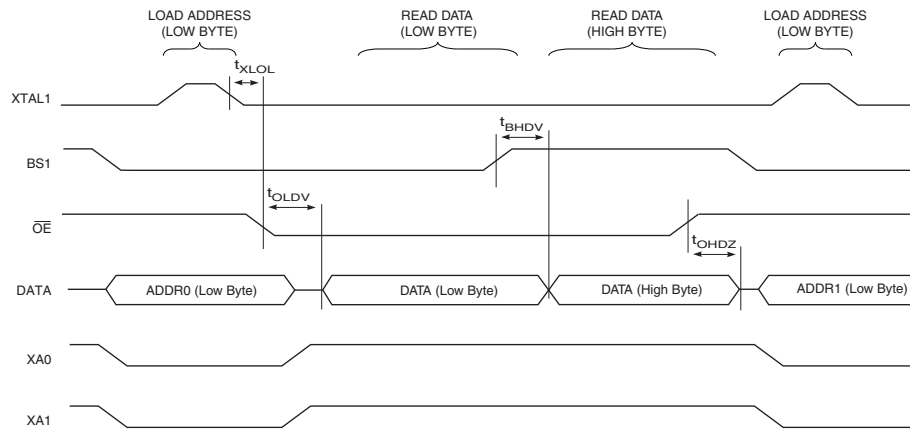 LOAD ADDRESS
(LOW BYTE)
READ DATA
(LOW BYTE)
READ DATA
(HIGH BYTE)
LOAD ADDRESS
(LOW BYTE)
tXLOL
XTAL1
tBHDV
BS1
tOLDV
OE
tOHDZ
DATA
ADDR0 (Low Byte)
DATA (Low Byte)
DATA (High Byte)
ADDR1 (Low Byte)
XA0
XA1